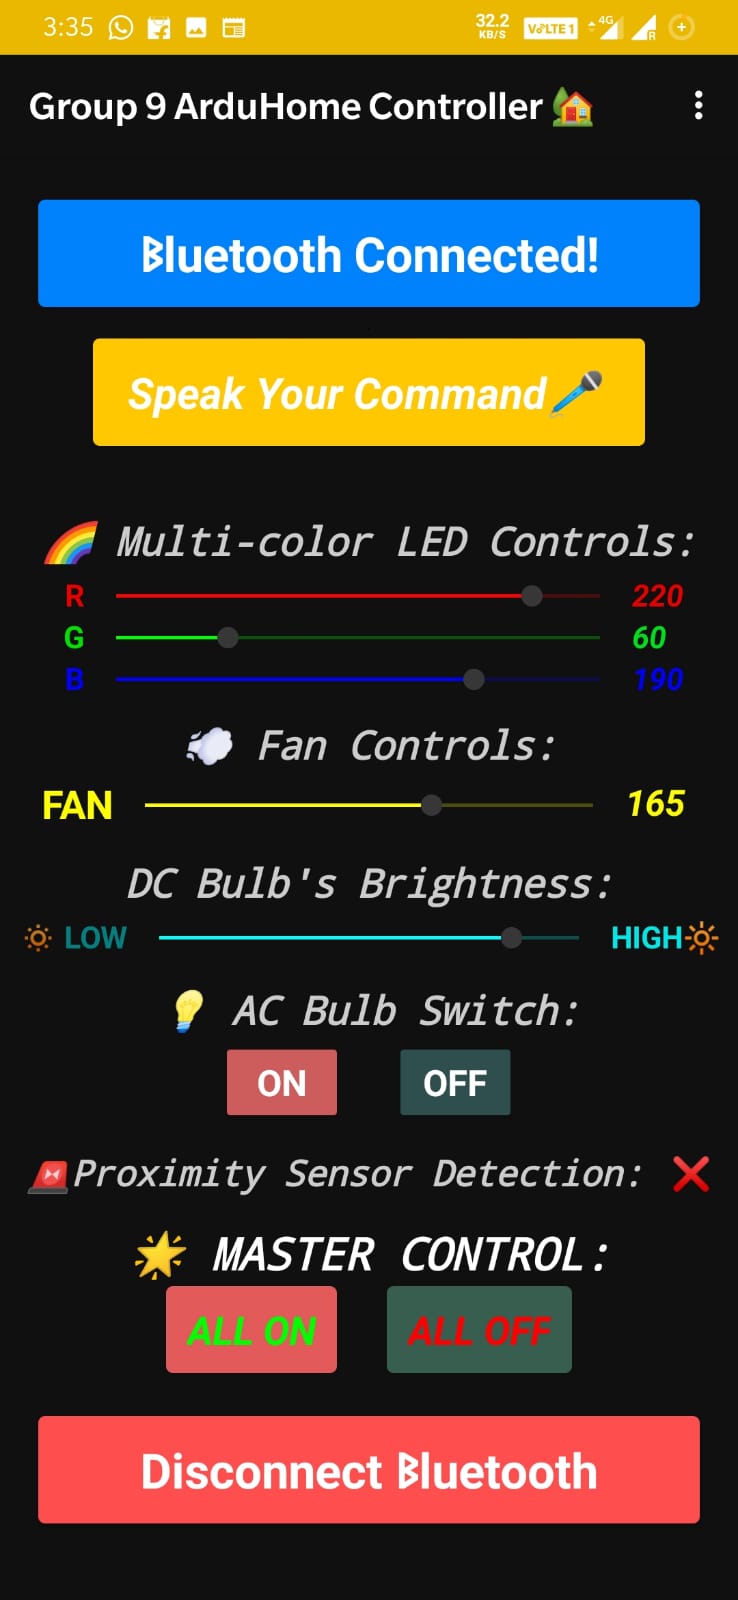 3:35 32.2 KB/S VoLTE 1 4G R
Group 9 ArduHome Controller
Bluetooth Connected!
Speak Your Command
Multi-color LED Controls:
R 220
G 60
B 190
Fan Controls:
FAN 165
DC Bulb's Brightness:
LOW HIGH
AC Bulb Switch:
ON OFF
Proximity Sensor Detection:
MASTER CONTROL:
ALL ON ALL OFF
Disconnect Bluetooth